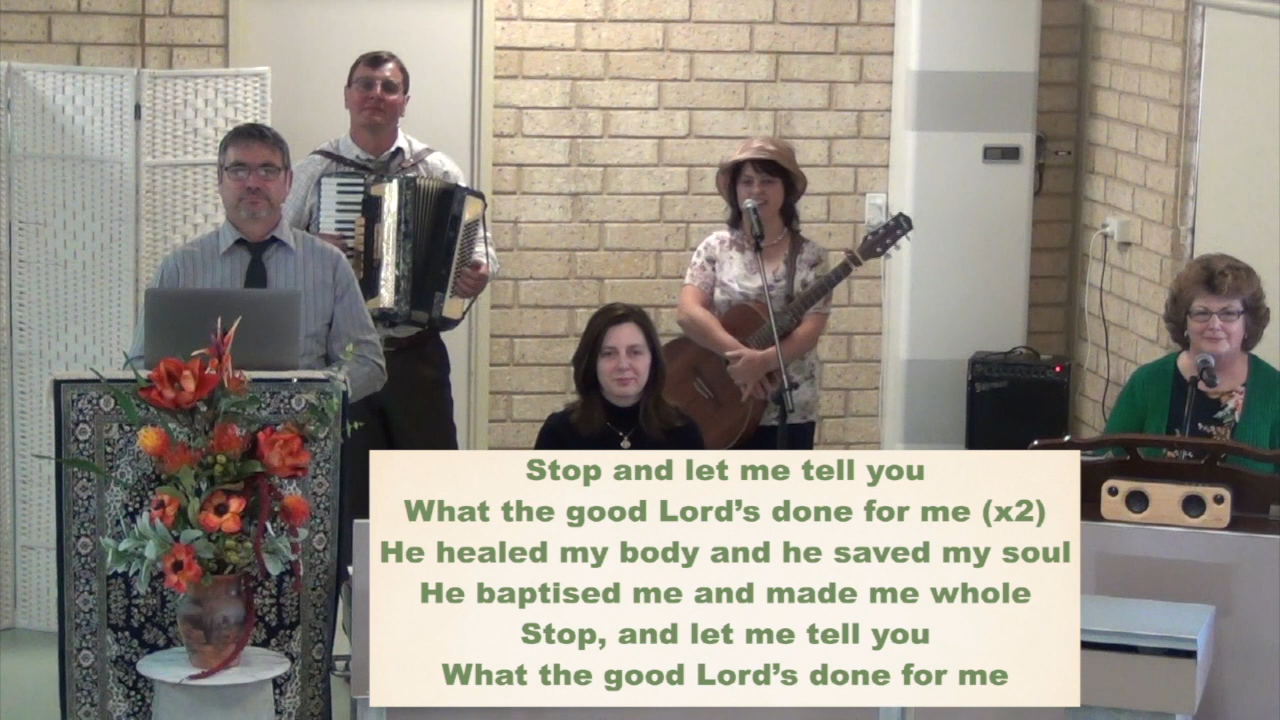 Stop and let me tell you
What the good Lord's done for me (x2)
He healed my body and he saved my soul
He baptised me and made me whole
Stop, and let me tell you
What the good Lord's done for me